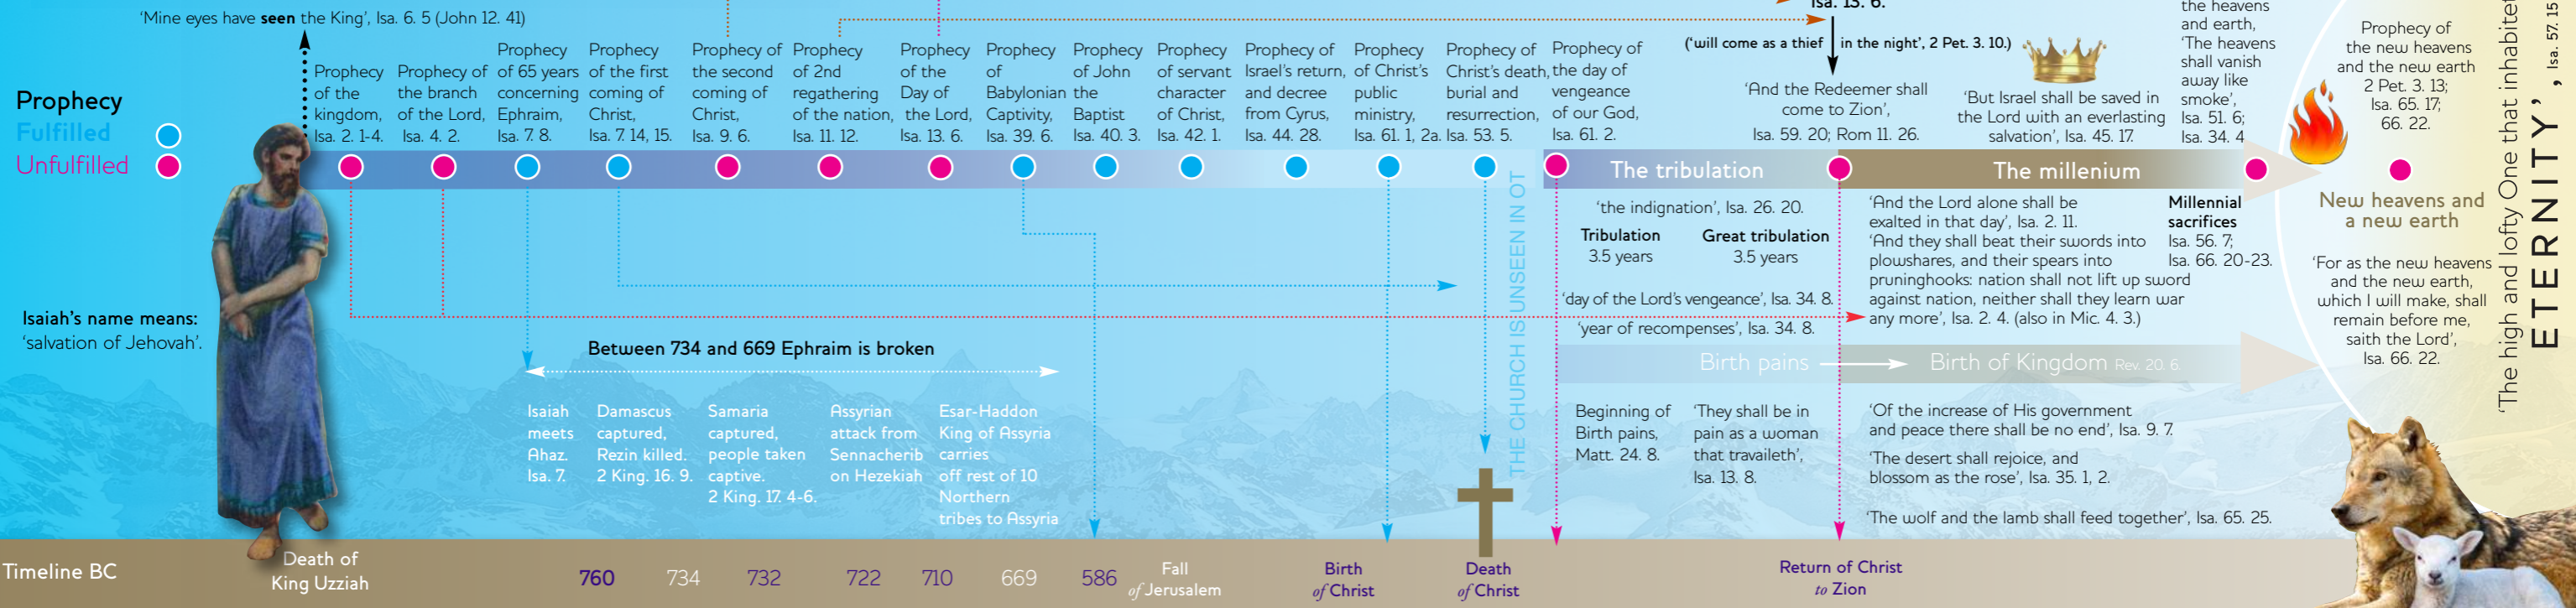 'Mine eyes have seen the King', Isa. 6. 5 (John 12. 41)
Prophecy
Fulfilled
Unfulfilled
Isaiah's name means:
'salvation of Jehovah'.
Prophecy
of the
kingdom,
Isa. 2. 1-4.
Prophecy of
the branch
of the Lord,
Isa. 4. 2.
Prophecy
of 65 years
concerning
Ephraim,
Isa. 7. 8.
Prophecy
of the first
coming of
Christ,
Isa. 7. 14, 15.
Prophecy of
the second
coming of
Christ,
Isa. 9. 6.
Prophecy
of 2nd
regathering
of the nation,
Isa. 11. 12.
Prophecy
of the
Day of
the Lord,
Isa. 13. 6.
Prophecy
of
Babylonian
Captivity,
Isa. 39. 6.
Prophecy
of John
the
Baptist
Isa. 40. 3.
Prophecy
of servant
character
of Christ,
Isa. 42. 1.
Prophecy of
Israel's return,
and decree
from Cyrus,
Isa. 44. 28.
Prophecy
of Christ's
public
ministry,
Isa. 61. 1, 2a.
Prophecy of
Christ's death,
burial and
resurrection,
Isa. 53. 5.
Prophecy of
the day of
vengeance
of our God,
Isa. 61. 2.
Isa. 13. 6.
('will come as a thief in the night', 2 Pet. 3. 10.)
'And the Redeemer shall
come to Zion',
Isa. 59. 20; Rom 11. 26.
'But Israel shall be saved in
the Lord with an everlasting
salvation', Isa. 45. 17.
the heavens
and earth,
'The heavens
shall vanish
away like
smoke',
Isa. 51. 6;
Isa. 34. 4
Prophecy of
the new heavens
and the new earth
2 Pet. 3. 13;
Isa. 65. 17;
66. 22.
The tribulation
The millenium
'the indignation', Isa. 26. 20.
Tribulation
3.5 years
Great tribulation
3.5 years
'day of the Lord's vengeance', Isa. 34. 8.
'year of recompenses', Isa. 34. 8.
'And the Lord alone shall be
exalted in that day', Isa. 2. 11.
'And they shall beat their swords into
plowshares, and their spears into
pruninghooks: nation shall not lift up sword
against nation, neither shall they learn war
any more', Isa. 2. 4. (also in Mic. 4. 3.)
Millennial
sacrifices
Isa. 56. 7;
Isa. 66. 20-23.
New heavens and
a new earth
'For as the new heavens
and the new earth,
which I will make, shall
remain before me,
saith the Lord',
Isa. 66. 22.
'The high and lofty One that inhabitet
ETERNITY', Isa. 57. 15
THE CHURCH IS UNSEEN IN OT
Between 734 and 669 Ephraim is broken
Birth pains
Birth of Kingdom Rev. 20. 6.
Isaiah
meets
Ahaz.
Isa. 7.
Damascus
captured,
Rezin killed.
2 King. 16. 9.
Samaria
captured,
people taken
captive.
2 King. 17. 4-6.
Assyrian
attack from
Sennacherib
on Hezekiah
Esar-Haddon
King of Assyria
carries
off rest of 10
Northern
tribes to Assyria
Beginning of
Birth pains,
Matt. 24. 8.
'They shall be in
pain as a woman
that travaileth',
Isa. 13. 8.
'Of the increase of His government
and peace there shall be no end', Isa. 9. 7.
'The desert shall rejoice, and
blossom as the rose', Isa. 35. 1, 2.
'The wolf and the lamb shall feed together', Isa. 65. 25.
Timeline BC
Death of
King Uzziah
760
734
732
722
710
669
586
Fall
of Jerusalem
Birth
of Christ
Death
of Christ
Return of Christ
to Zion